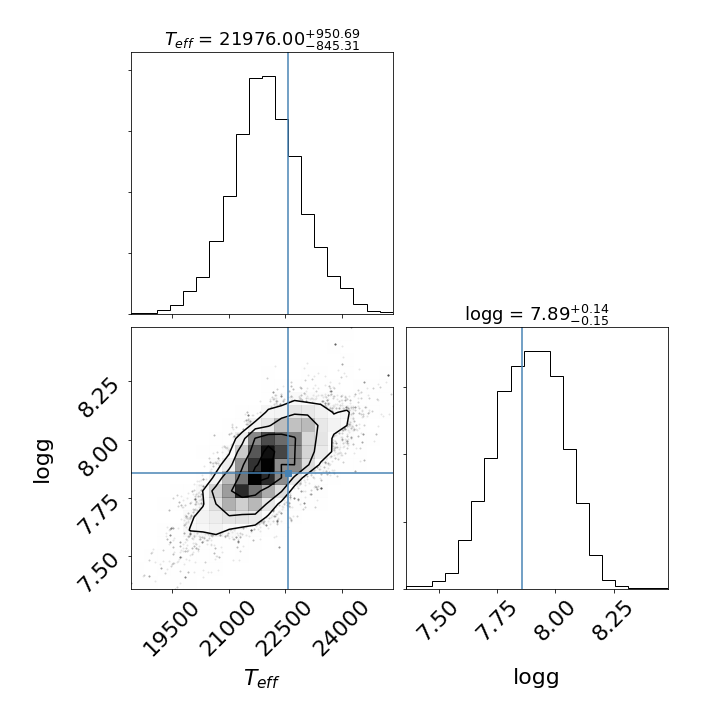 T_eff = 21976.00^{+950.69}_{-845.31}
logg = 7.89^{+0.14}_{-0.15}
logg
8.25
8.00
7.75
7.50
19500 21000 22500 24000
7.50 7.75 8.00 8.25
T_eff
logg